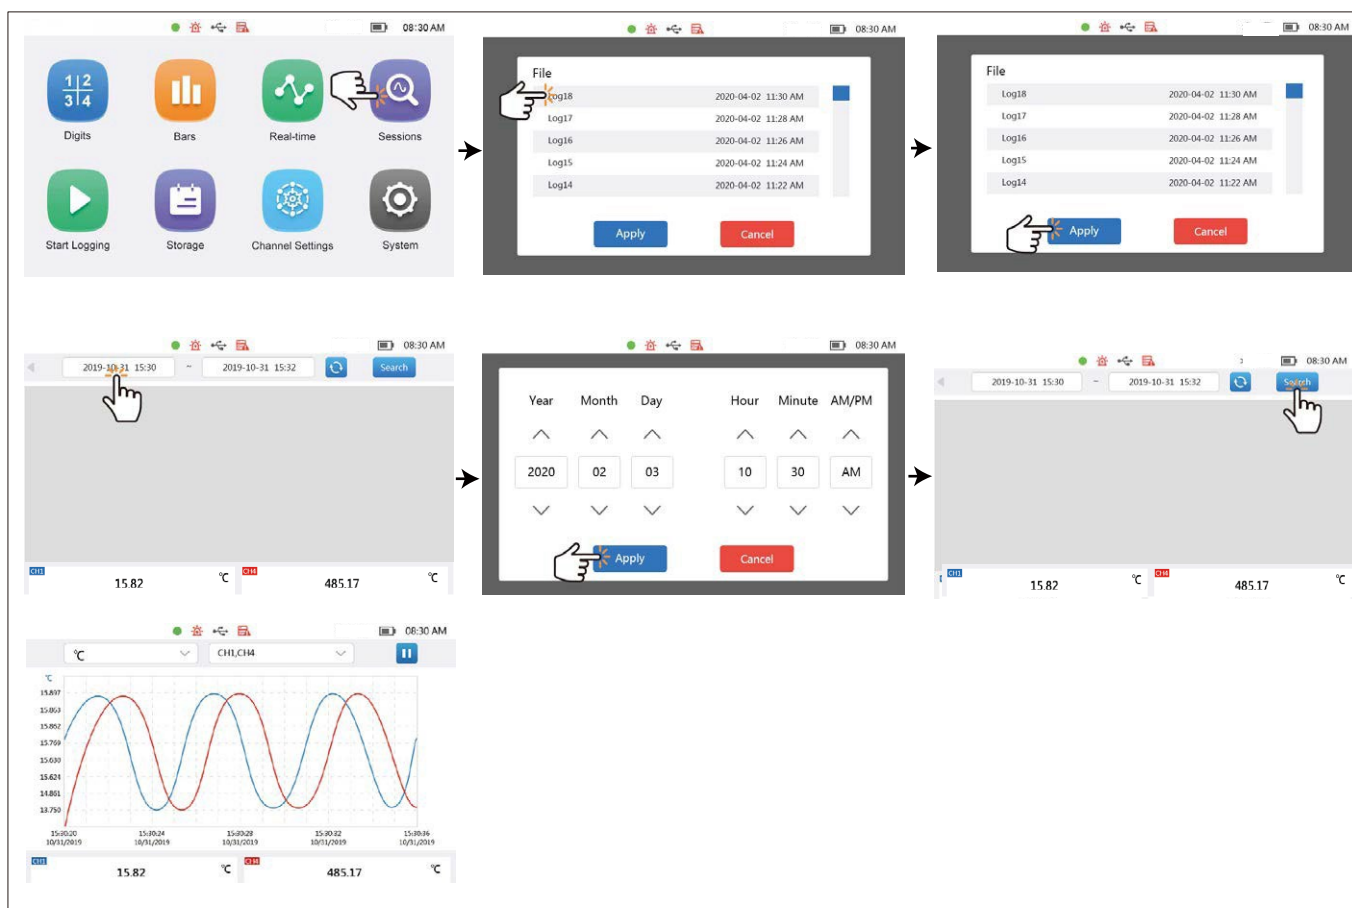 08:30 AM
1 2
3 4
Digits
Bars
Real-time
Sessions
Start Logging
Storage
Channel Settings
System
08:30 AM
File
Log18 2020-04-02 11:30 AM
Log17 2020-04-02 11:28 AM
Log16 2020-04-02 11:26 AM
Log15 2020-04-02 11:24 AM
Log14 2020-04-02 11:22 AM
Apply
Cancel
08:30 AM
File
Log18 2020-04-02 11:30 AM
Log17 2020-04-02 11:28 AM
Log16 2020-04-02 11:26 AM
Log15 2020-04-02 11:24 AM
Log14 2020-04-02 11:22 AM
Apply
Cancel
08:30 AM
2019-10-31 15:30 ~ 2019-10-31 15:32 Search
CH1 15.82 °C CH4 485.17 °C
08:30 AM
Year Month Day Hour Minute AM/PM
2020 02 03 10 30 AM
Apply
Cancel
08:30 AM
2019-10-31 15:30 ~ 2019-10-31 15:32 Search
CH1 15.82 °C CH4 485.17 °C
08:30 AM
°C CH1,CH4
°C
15.897
15.853
15.862
15.769
15.630
15.624
14.861
13.750
15:30:20 15:30:24 15:30:28 15:30:32 15:30:36
10/31/2019 10/31/2019 10/31/2019 10/31/2019 10/31/2019
CH1 15.82 °C CH4 485.17 °C